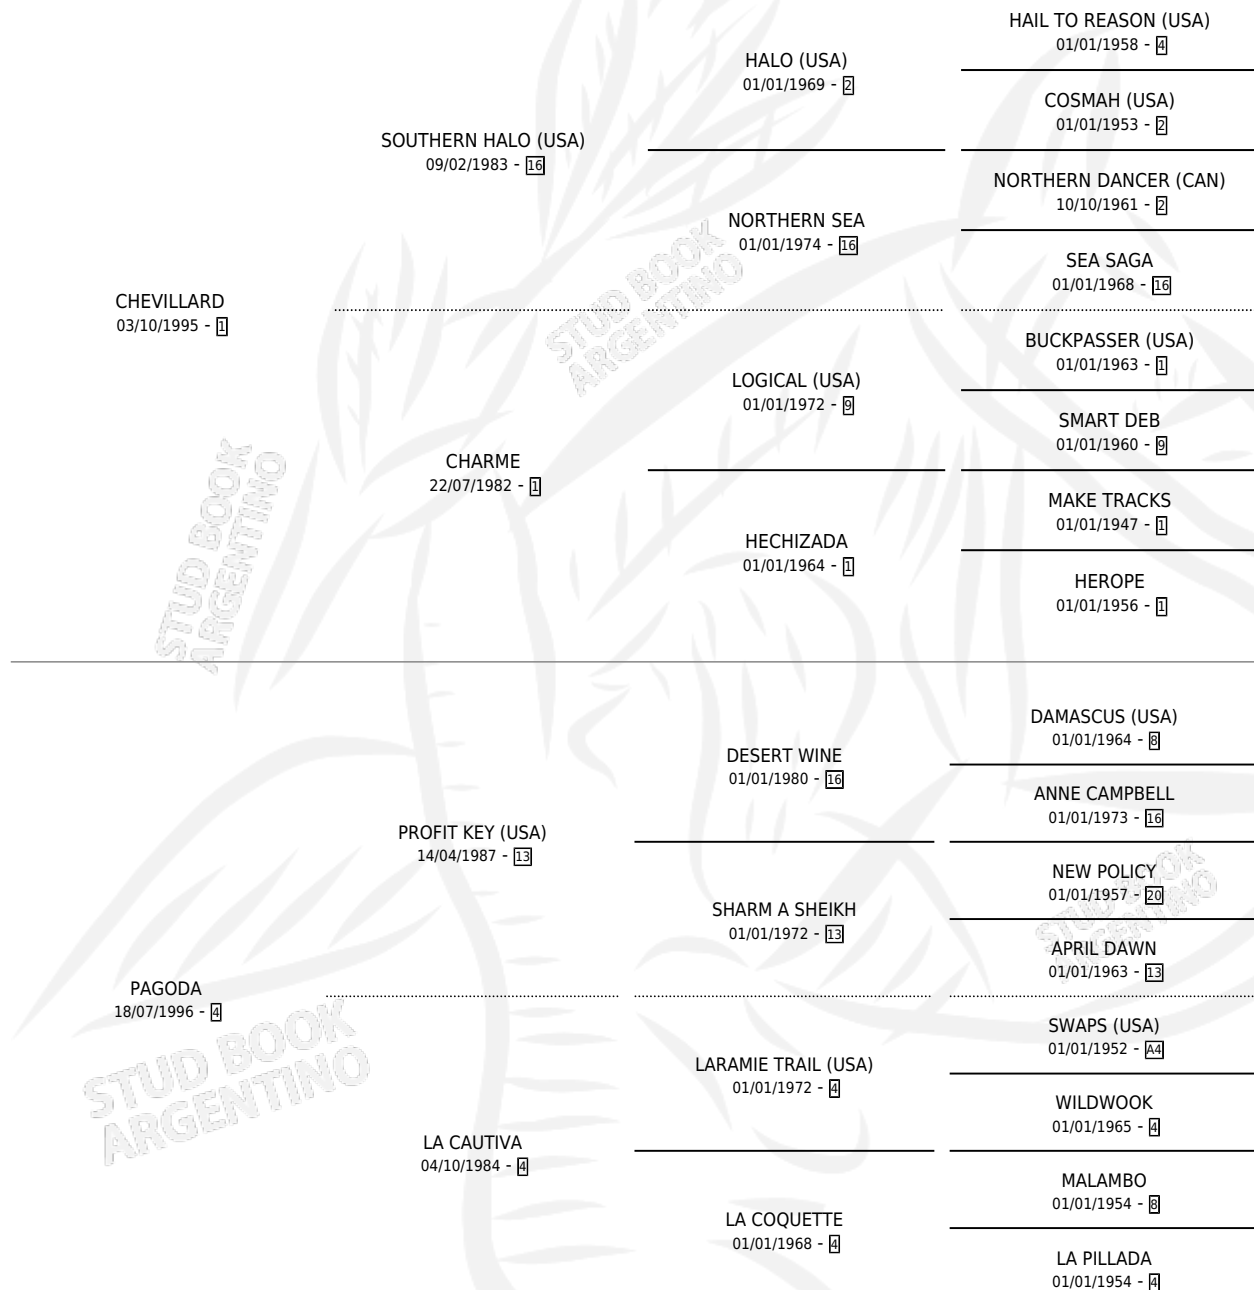 HAIL TO REASON (USA)
01/01/1958 - 4
HALO (USA)
01/01/1969 - 2
COSMAH (USA)
01/01/1953 - 2
SOUTHERN HALO (USA)
09/02/1983 - 16
NORTHERN DANCER (CAN)
10/10/1961 - 2
NORTHERN SEA
01/01/1974 - 16
SEA SAGA
01/01/1968 - 16
CHEVILLARD
03/10/1995 - 1
BUCKPASSER (USA)
01/01/1963 - 1
LOGICAL (USA)
01/01/1972 - 9
SMART DEB
01/01/1960 - 9
CHARME
22/07/1982 - 1
MAKE TRACKS
01/01/1947 - 1
HECHIZADA
01/01/1964 - 1
HEROPE
01/01/1956 - 1
STUD BOOK
ARGENTINO
STUD BOOK
ARGENTINO
DAMASCUS (USA)
01/01/1964 - 8
DESERT WINE
01/01/1980 - 16
ANNE CAMPBELL
01/01/1973 - 16
PROFIT KEY (USA)
14/04/1987 - 13
NEW POLICY
01/01/1957 - 20
SHARM A SHEIKH
01/01/1972 - 13
APRIL DAWN
01/01/1963 - 13
STUD BOOK
ARGENTINO
PAGODA
18/07/1996 - 4
SWAPS (USA)
01/01/1952 - A4
LARAMIE TRAIL (USA)
01/01/1972 - 4
WILDWOOK
01/01/1965 - 4
LA CAUTIVA
04/10/1984 - 4
MALAMBO
01/01/1954 - 8
LA COQUETTE
01/01/1968 - 4
LA PILLADA
01/01/1954 - 4
STUD BOOK
ARGENTINO